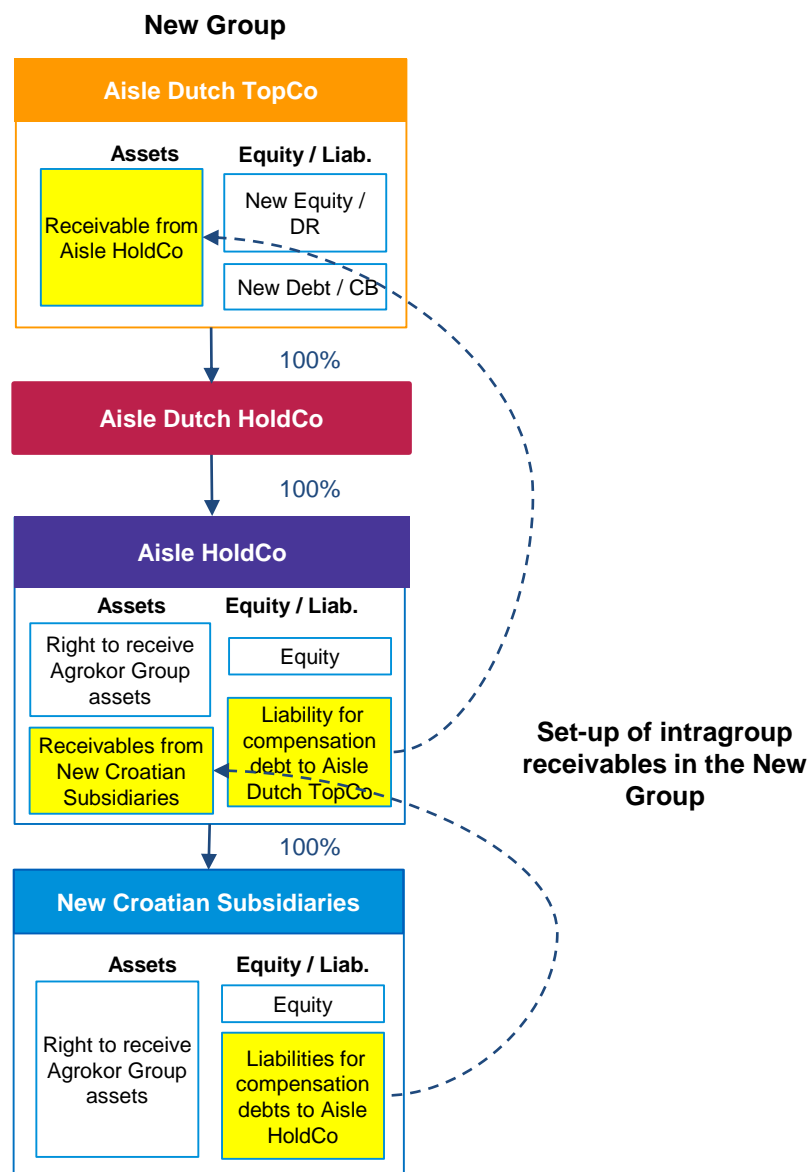 New Group
Aisle Dutch TopCo
Assets
Equity / Liab.
Receivable from
Aisle HoldCo
New Equity /
DR
New Debt / CB
100%
Aisle Dutch HoldCo
100%
Aisle HoldCo
Assets
Equity / Liab.
Right to receive
Agrokor Group
assets
Equity
Receivables from
New Croatian
Subsidiaries
Liability for
compensation
debt to Aisle
Dutch TopCo
Set-up of intragroup
receivables in the New
Group
100%
New Croatian Subsidiaries
Assets
Equity / Liab.
Right to receive
Agrokor Group
assets
Equity
Liabilities for
compensation
debts to Aisle
HoldCo